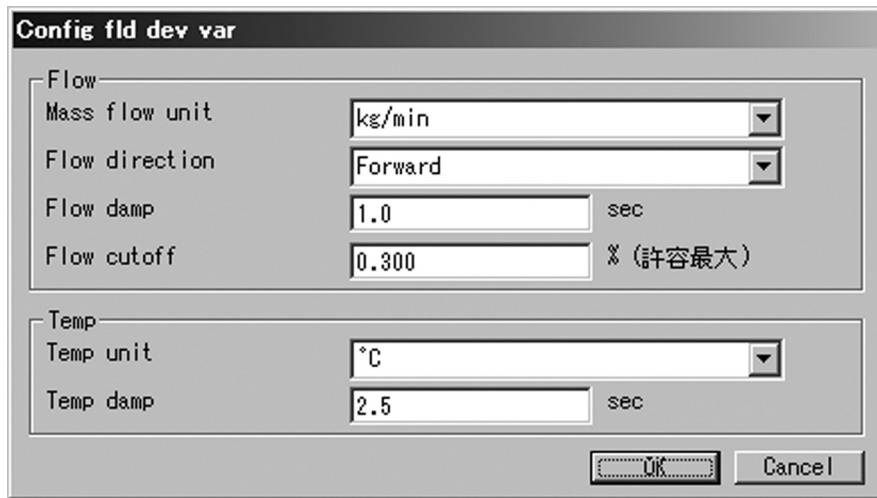 Config fld dev var
Flow
Mass flow unit kg/min
Flow direction Forward
Flow damp 1.0 sec
Flow cutoff 0.300 % (許容最大)
Temp
Temp unit °C
Temp damp 2.5 sec
OK Cancel